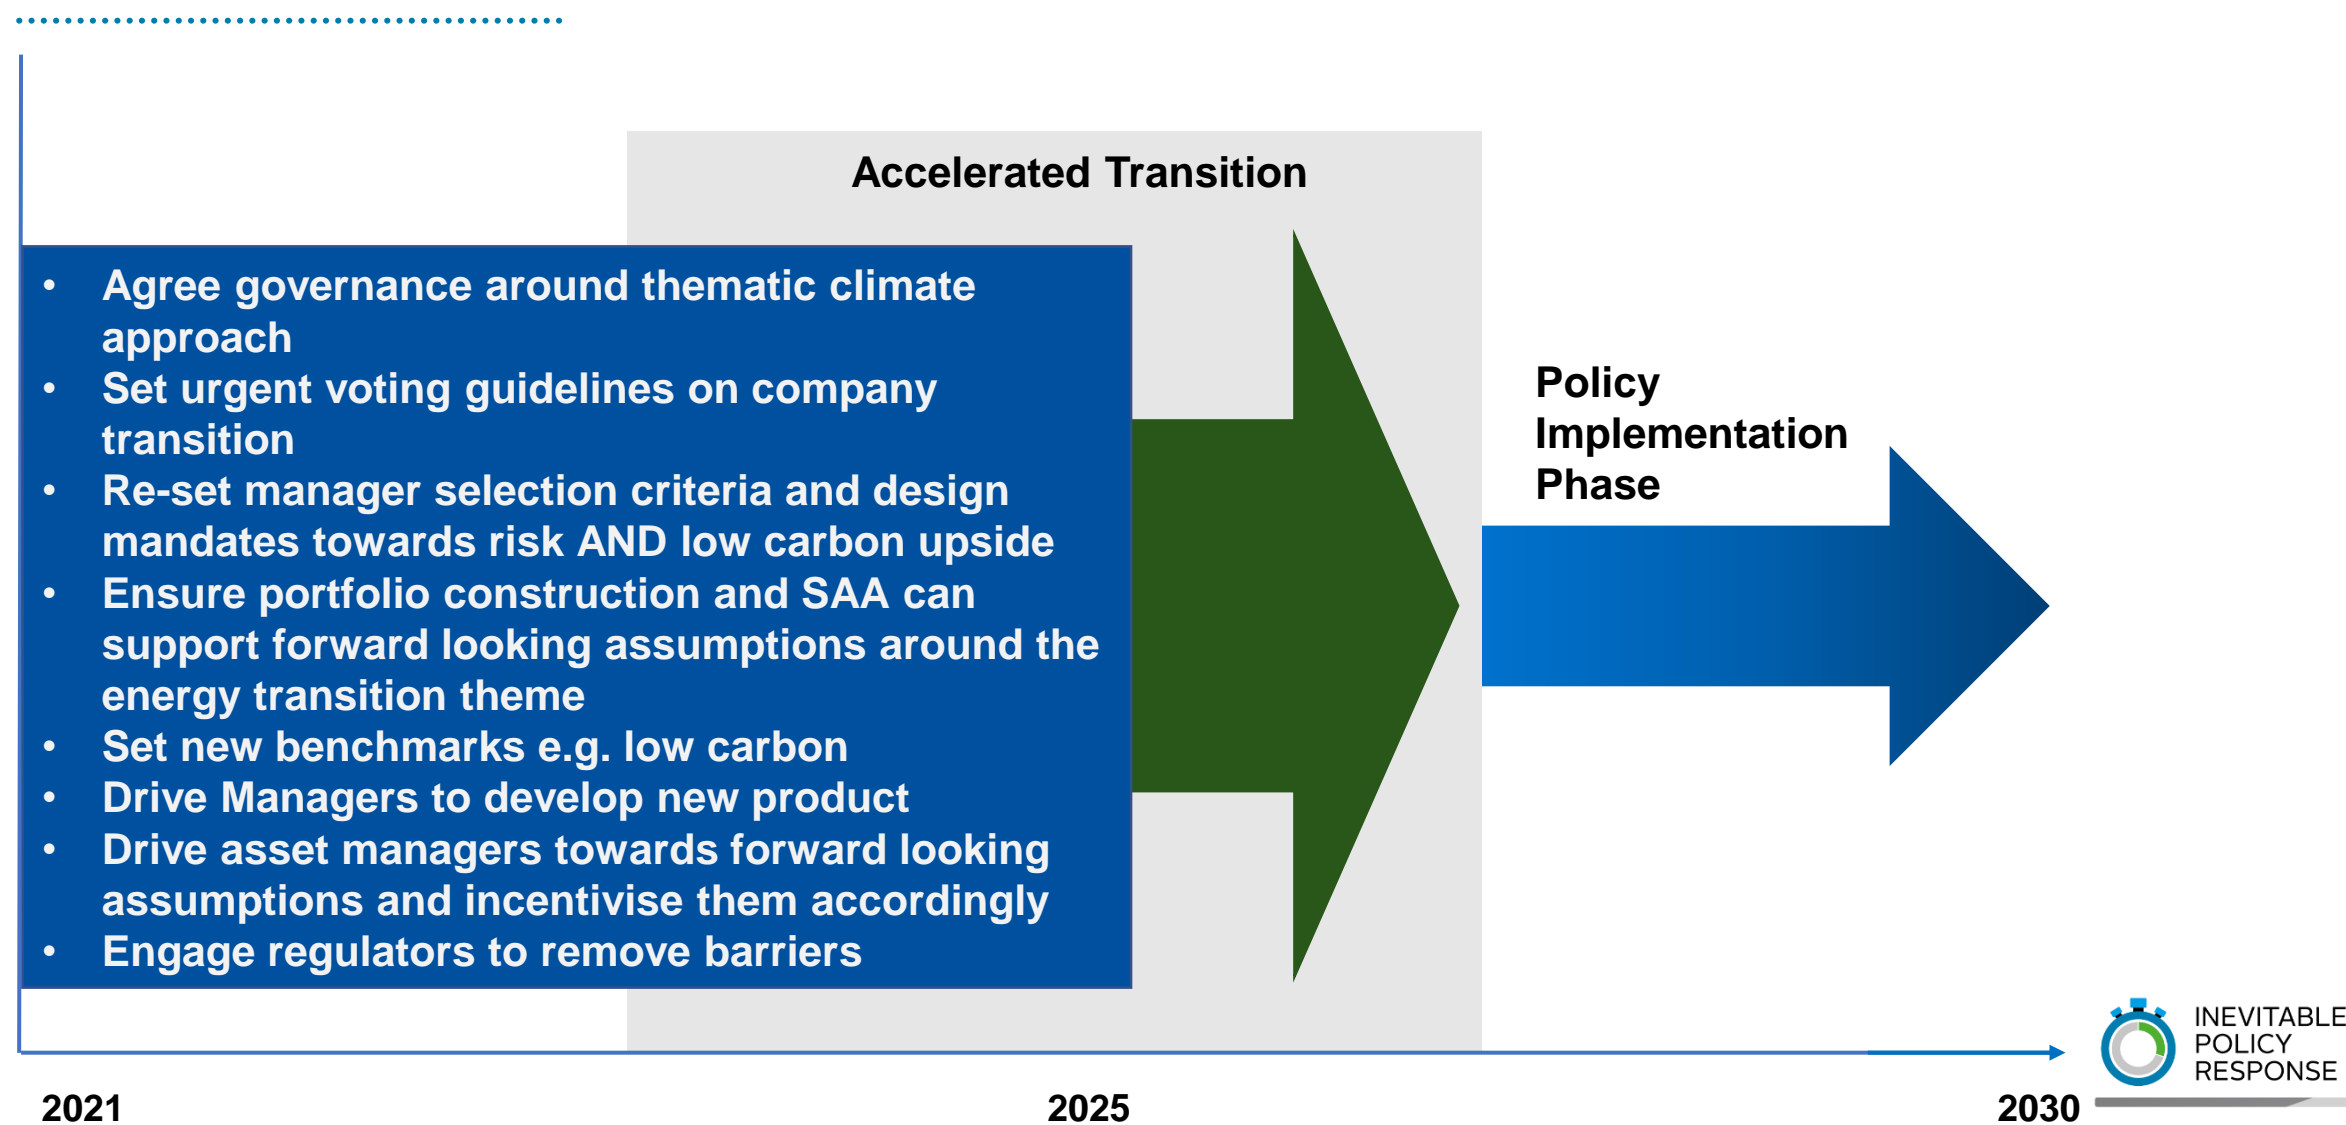 Accelerated Transition
• Agree governance around thematic climate
approach
• Set urgent voting guidelines on company
transition
• Re-set manager selection criteria and design
mandates towards risk AND low carbon upside
• Ensure portfolio construction and SAA can
support forward looking assumptions around the
energy transition theme
• Set new benchmarks e.g. low carbon
• Drive Managers to develop new product
• Drive asset managers towards forward looking
assumptions and incentivise them accordingly
• Engage regulators to remove barriers
Policy
Implementation
Phase
2021
2025
2030
INEVITABLE
POLICY
RESPONSE